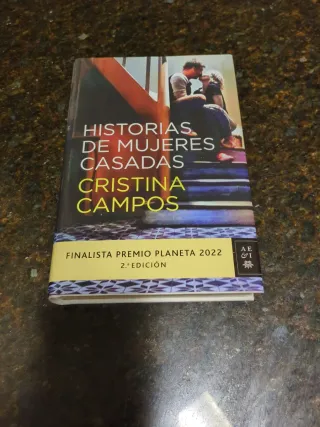 HISTORIAS
DE MUJERES
CASADAS
CRISTINA
CAMPOS
FINALISTA PREMIO PLANETA 2022
2.ª EDICIÓN
A E
& I